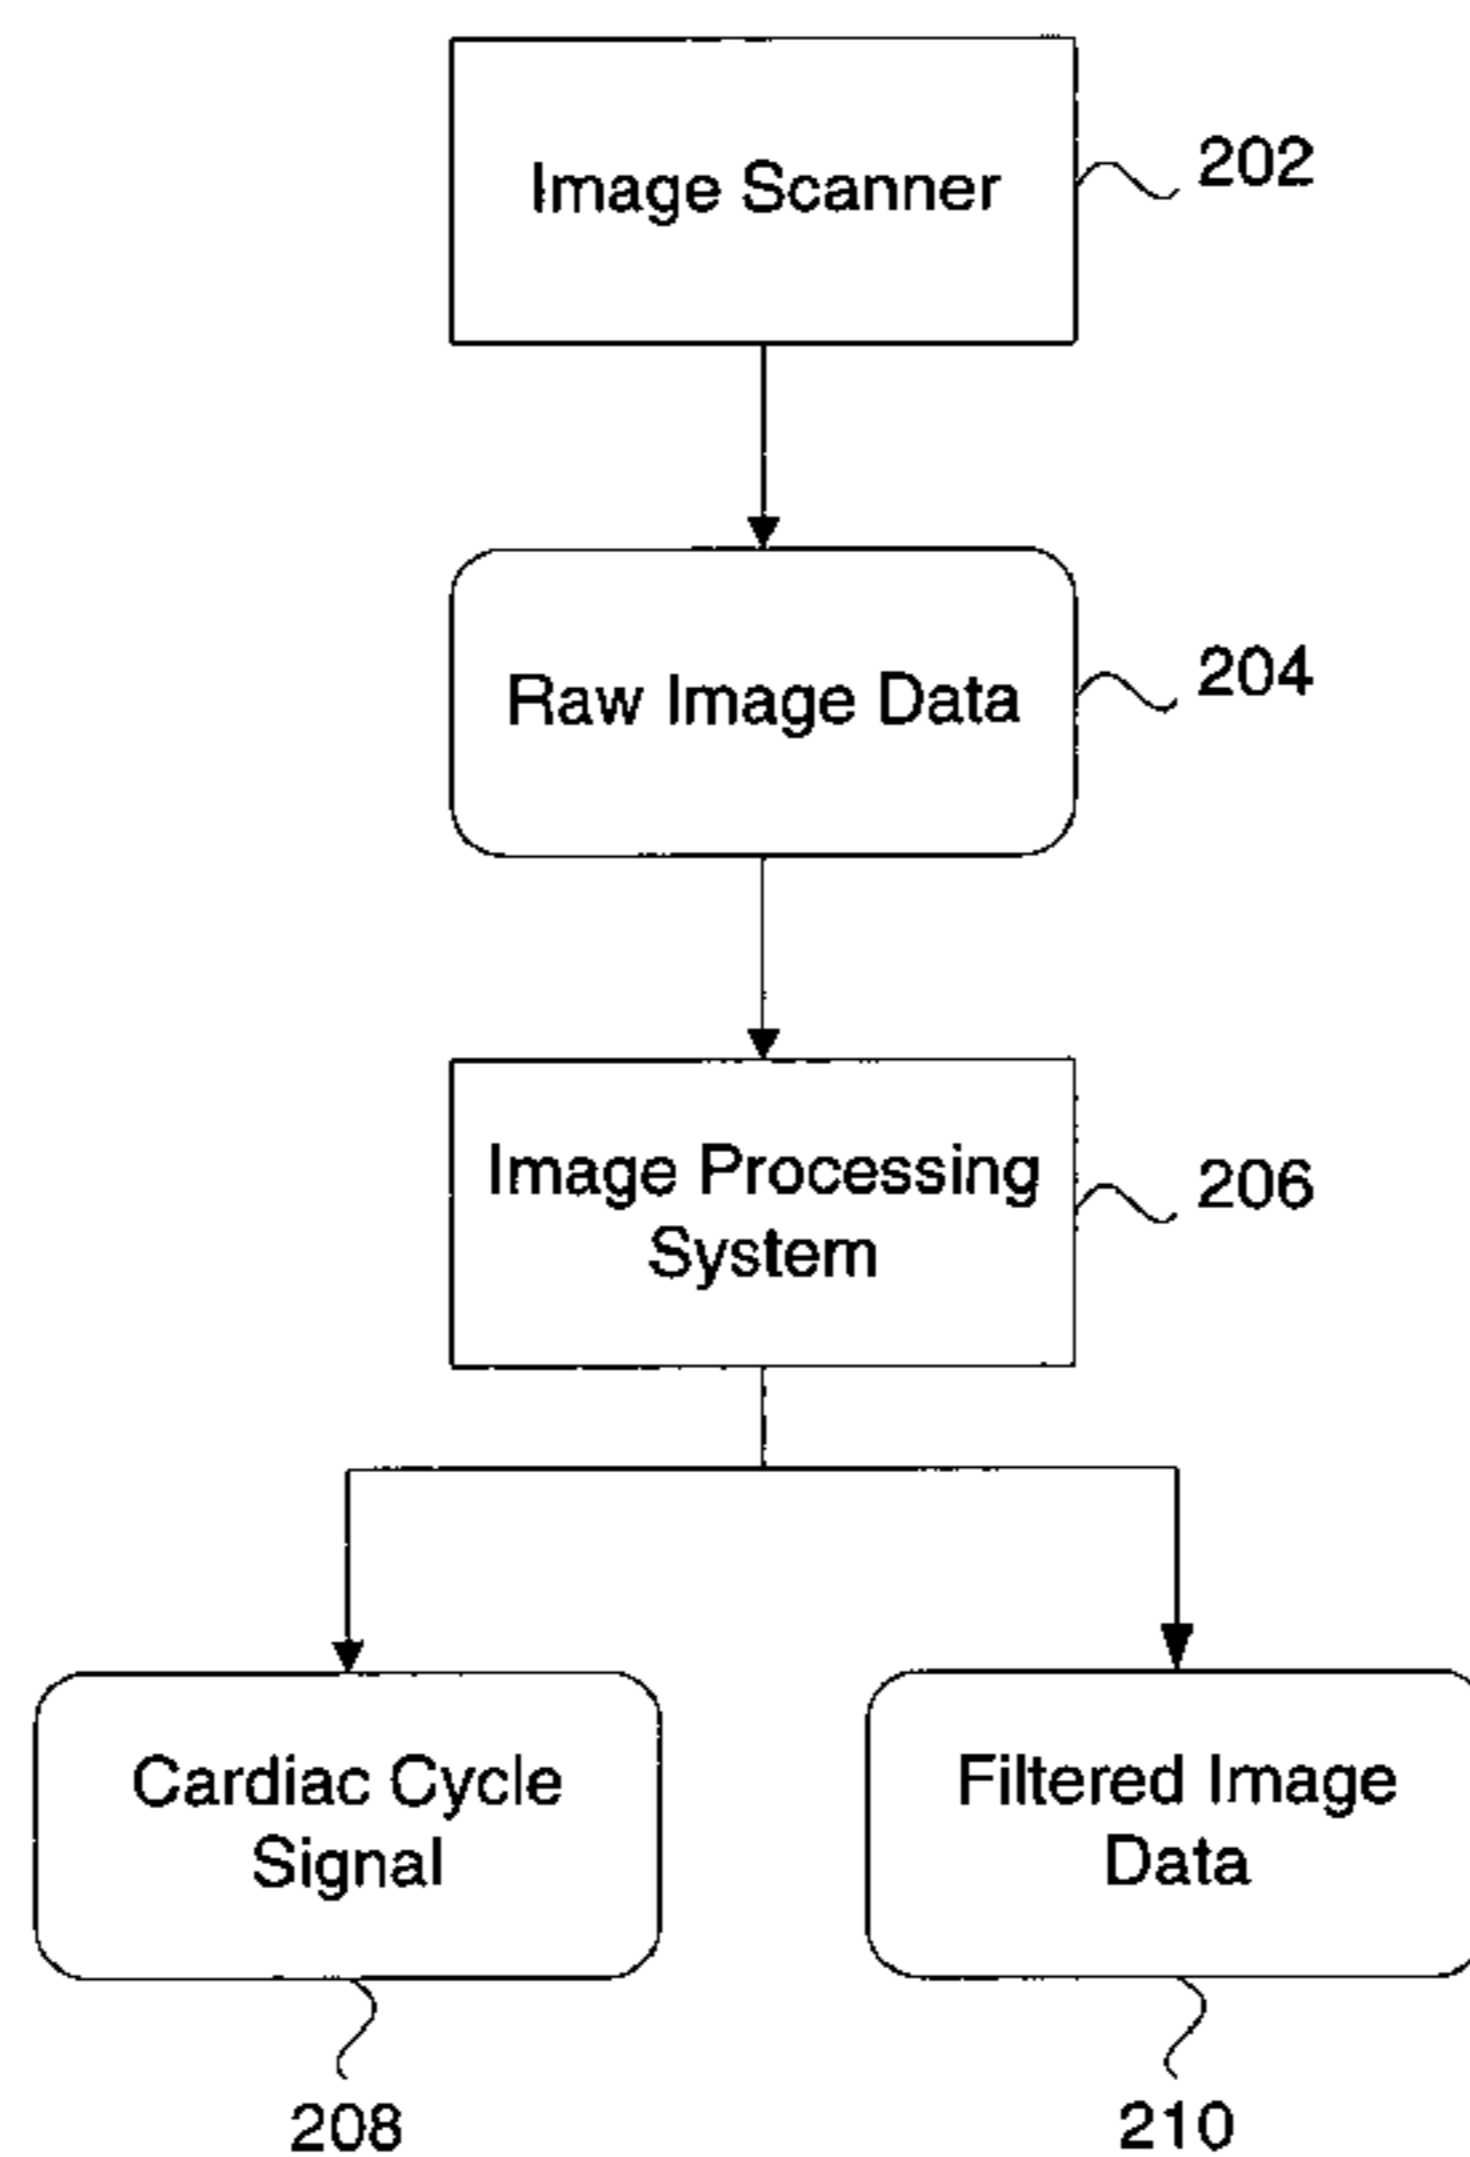 Image Scanner
202
Raw Image Data
204
Image Processing
System
206
Cardiac Cycle
Signal
Filtered Image
Data
208
210